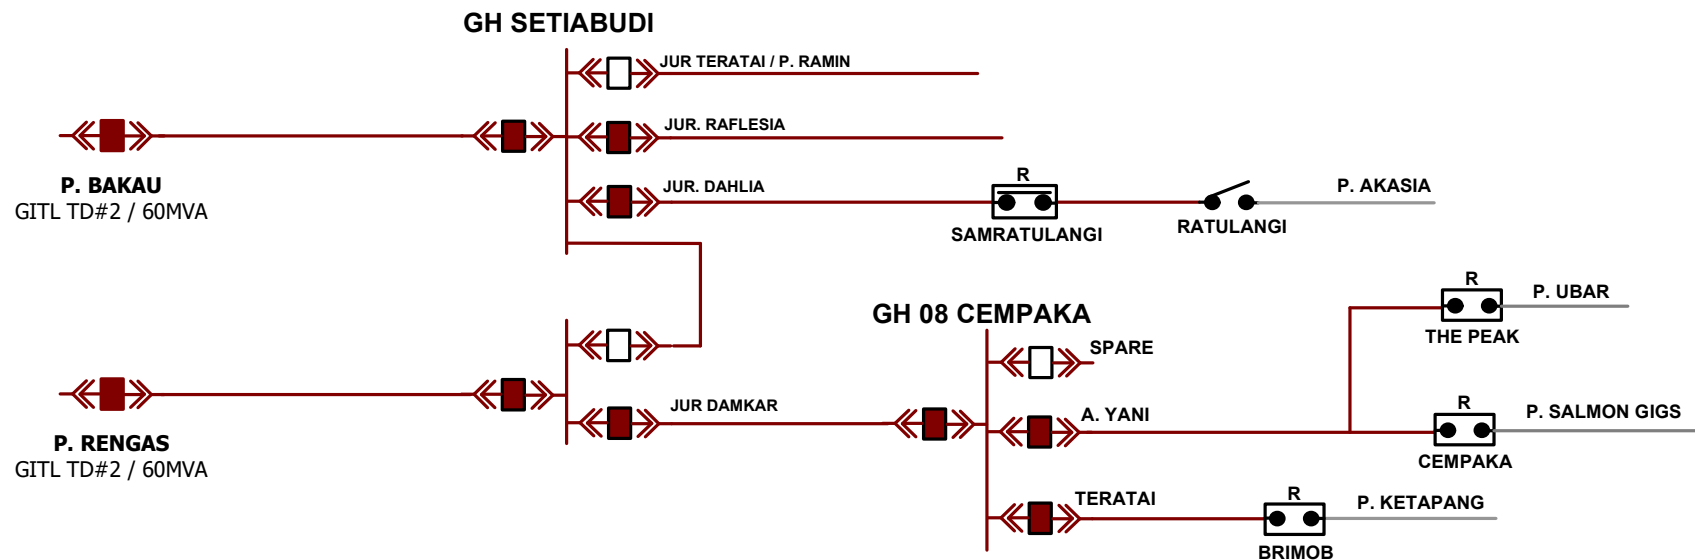 GH SETIABUDI
JUR TERATAI / P. RAMIN
JUR. RAFLESIA
P. BAKAU
GITL TD#2 / 60MVA
JUR. DAHLIA
R
SAMRATULANGI
RATULANGI
P. AKASIA
GH 08 CEMPAKA
R
P. UBAR
THE PEAK
SPARE
P. RENGAS
GITL TD#2 / 60MVA
JUR DAMKAR
A. YANI
R
P. SALMON GIGS
CEMPAKA
TERATAI
R
P. KETAPANG
BRIMOB